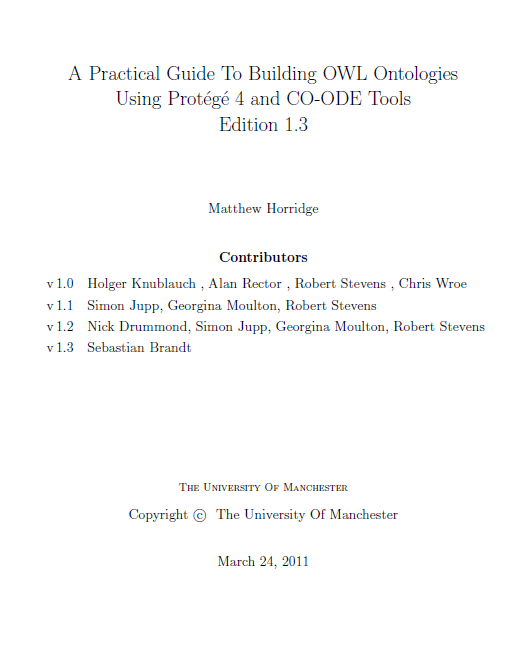 A Practical Guide To Building OWL Ontologies
Using Protégé 4 and CO-ODE Tools
Edition 1.3
Matthew Horridge
Contributors
v 1.0 Holger Knublauch , Alan Rector , Robert Stevens , Chris Wroe
v 1.1 Simon Jupp, Georgina Moulton, Robert Stevens
v 1.2 Nick Drummond, Simon Jupp, Georgina Moulton, Robert Stevens
v 1.3 Sebastian Brandt
The University Of Manchester
Copyright © The University Of Manchester
March 24, 2011